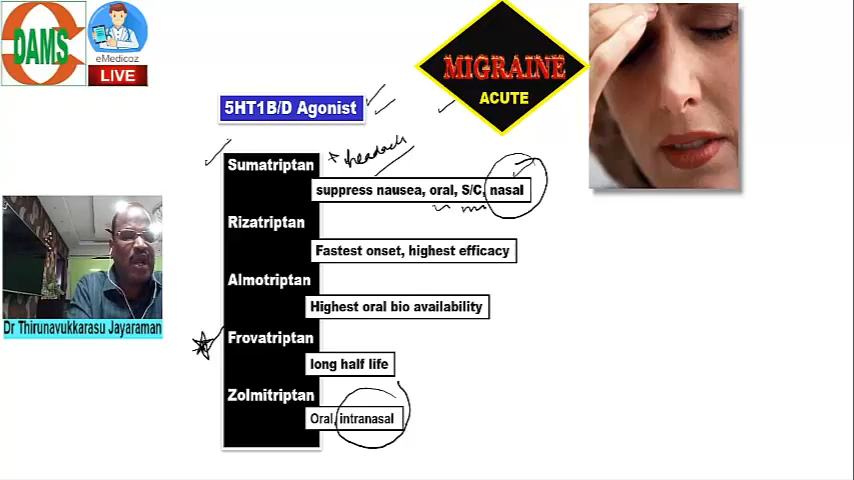 DAMS
eMedicoz
LIVE
MIGRAINE
ACUTE
5HT1B/D Agonist
Sumatriptan
+ headach
suppress nausea, oral, S/C, nasal
Rizatriptan
Fastest onset, highest efficacy
Almotriptan
Highest oral bio availability
Frovatriptan
long half life
Zolmitriptan
Oral, intranasal
Dr Thirunavukkarasu Jayaraman